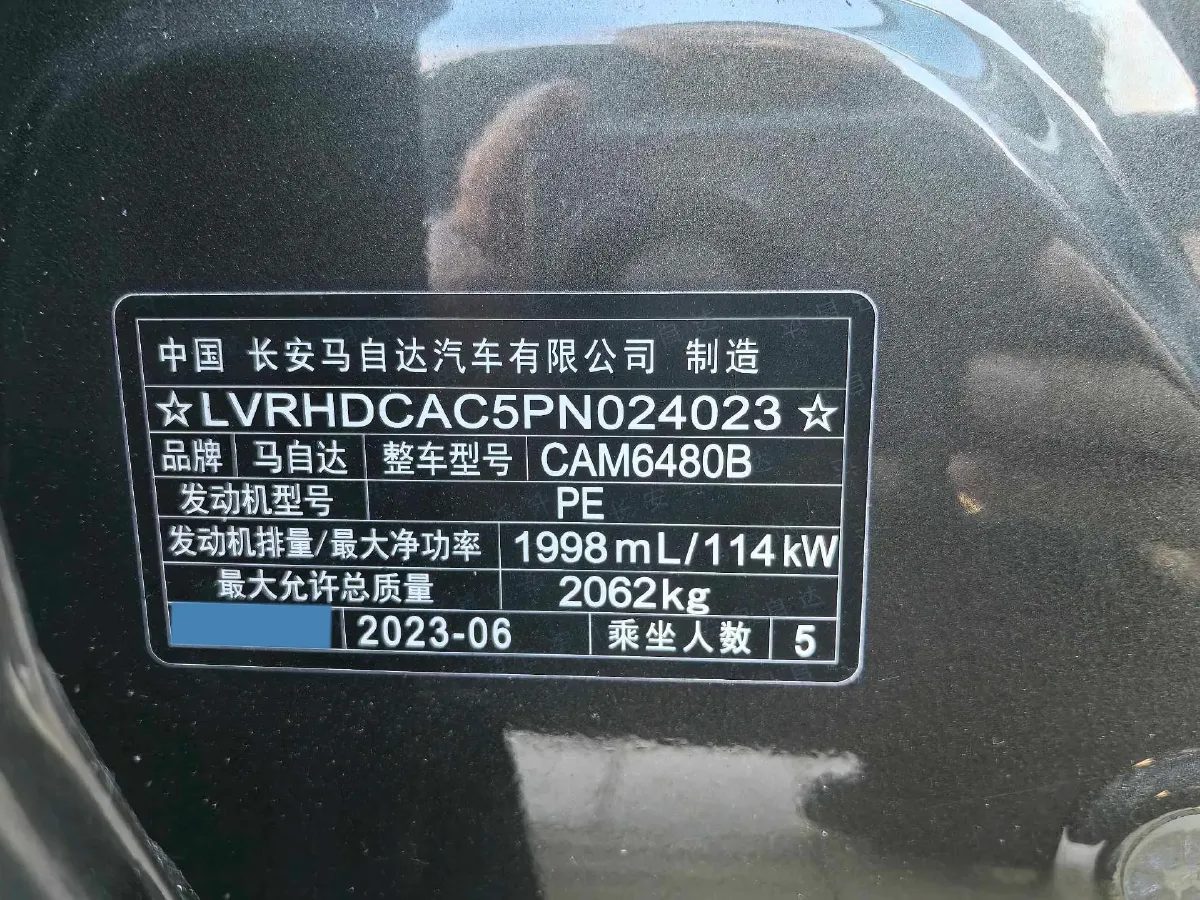 中国 长安马自达汽车有限公司 制造
☆LVRHDCAC5PN024023☆
品牌 马自达 整车型号 CAM6480B
发动机型号 PE
发动机排量/最大净功率 1998mL/114kW
最大允许总质量 2062kg
2023-06 乘坐人数 5